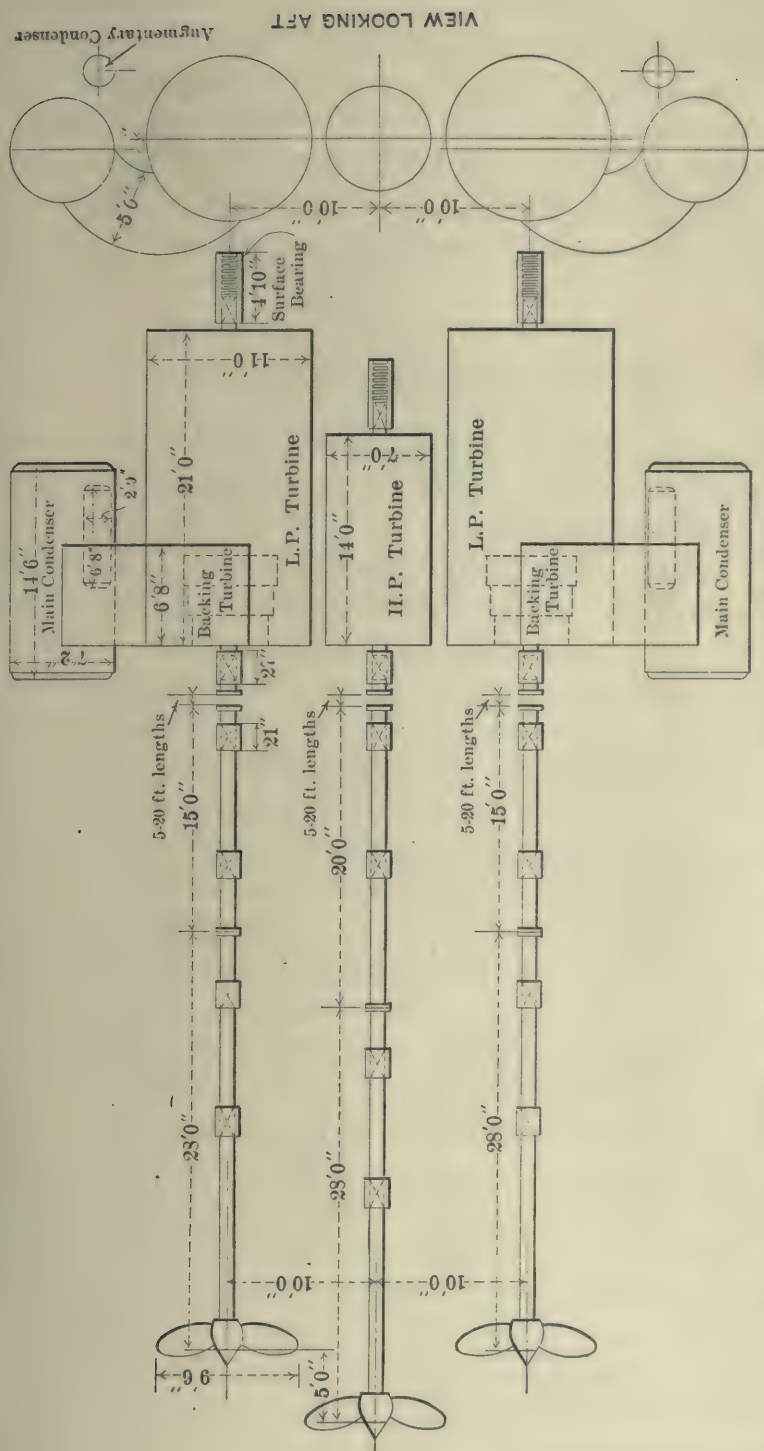 VIEW LOOKING AFT
Augmentary Condenser
5'0"
10'0"
10'0"
4'10"
Surface
Bearing
11'0"
21'0"
L.P. Turbine
14'6"
Main Condenser
2'0"
6'8"
7'2"
6'8"
Backing
Turbine
27"
21"
5-20 ft. lengths
15'0"
28'0"
9'6"
7'0"
14'0"
H.P. Turbine
5-20 ft. lengths
20'0"
28'0"
5'0"
10'0"
10'0"
L.P. Turbine
Backing
Turbine
Main Condenser
5-20 ft. lengths
15'0"
28'0"